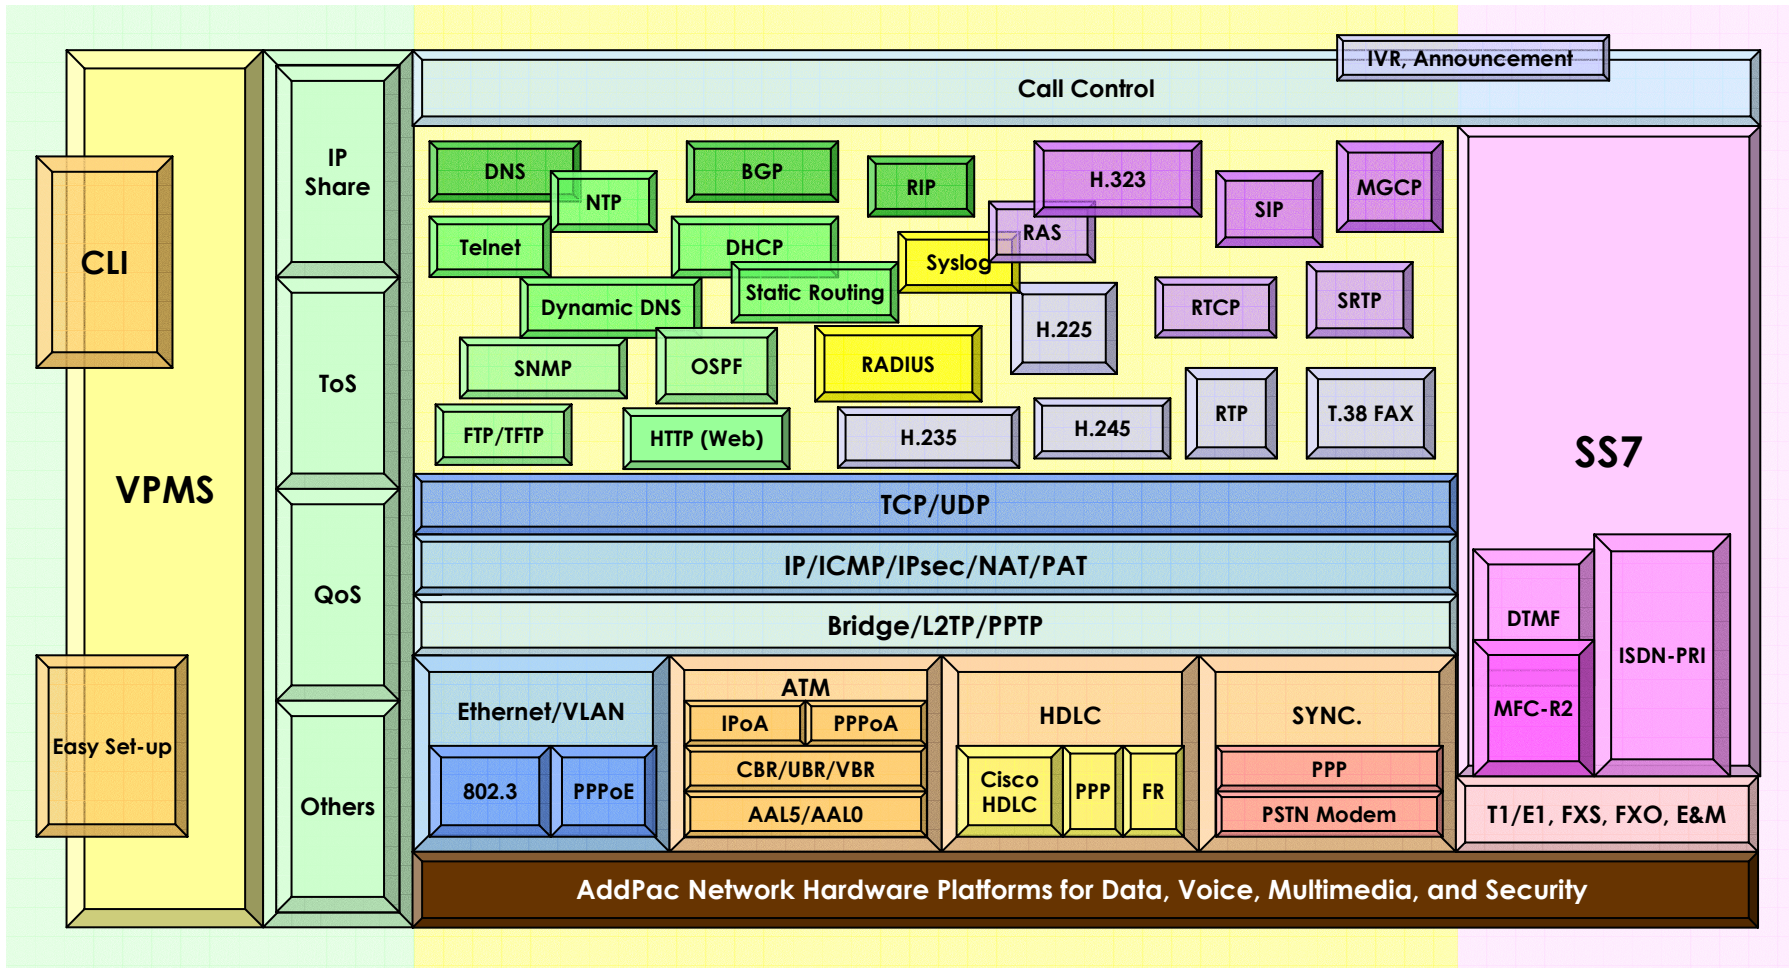 IVR, Announcement
Call Control
CLI
VPMS
Easy Set-up
IP
Share
ToS
QoS
Others
DNS
NTP
BGP
RIP
H.323
SIP
MGCP
Telnet
DHCP
Syslog
RAS
Dynamic DNS
Static Routing
H.225
RTCP
SRTP
SNMP
OSPF
RADIUS
FTP/TFTP
HTTP (Web)
H.235
H.245
RTP
T.38 FAX
TCP/UDP
IP/ICMP/IPsec/NAT/PAT
Bridge/L2TP/PPTP
Ethernet/VLAN
802.3
PPPoE
ATM
IPoA
PPPoA
CBR/UBR/VBR
AAL5/AAL0
HDLC
Cisco
HDLC
PPP
FR
SYNC.
PPP
PSTN Modem
SS7
DTMF
MFC-R2
ISDN-PRI
T1/E1, FXS, FXO, E&M
AddPac Network Hardware Platforms for Data, Voice, Multimedia, and Security